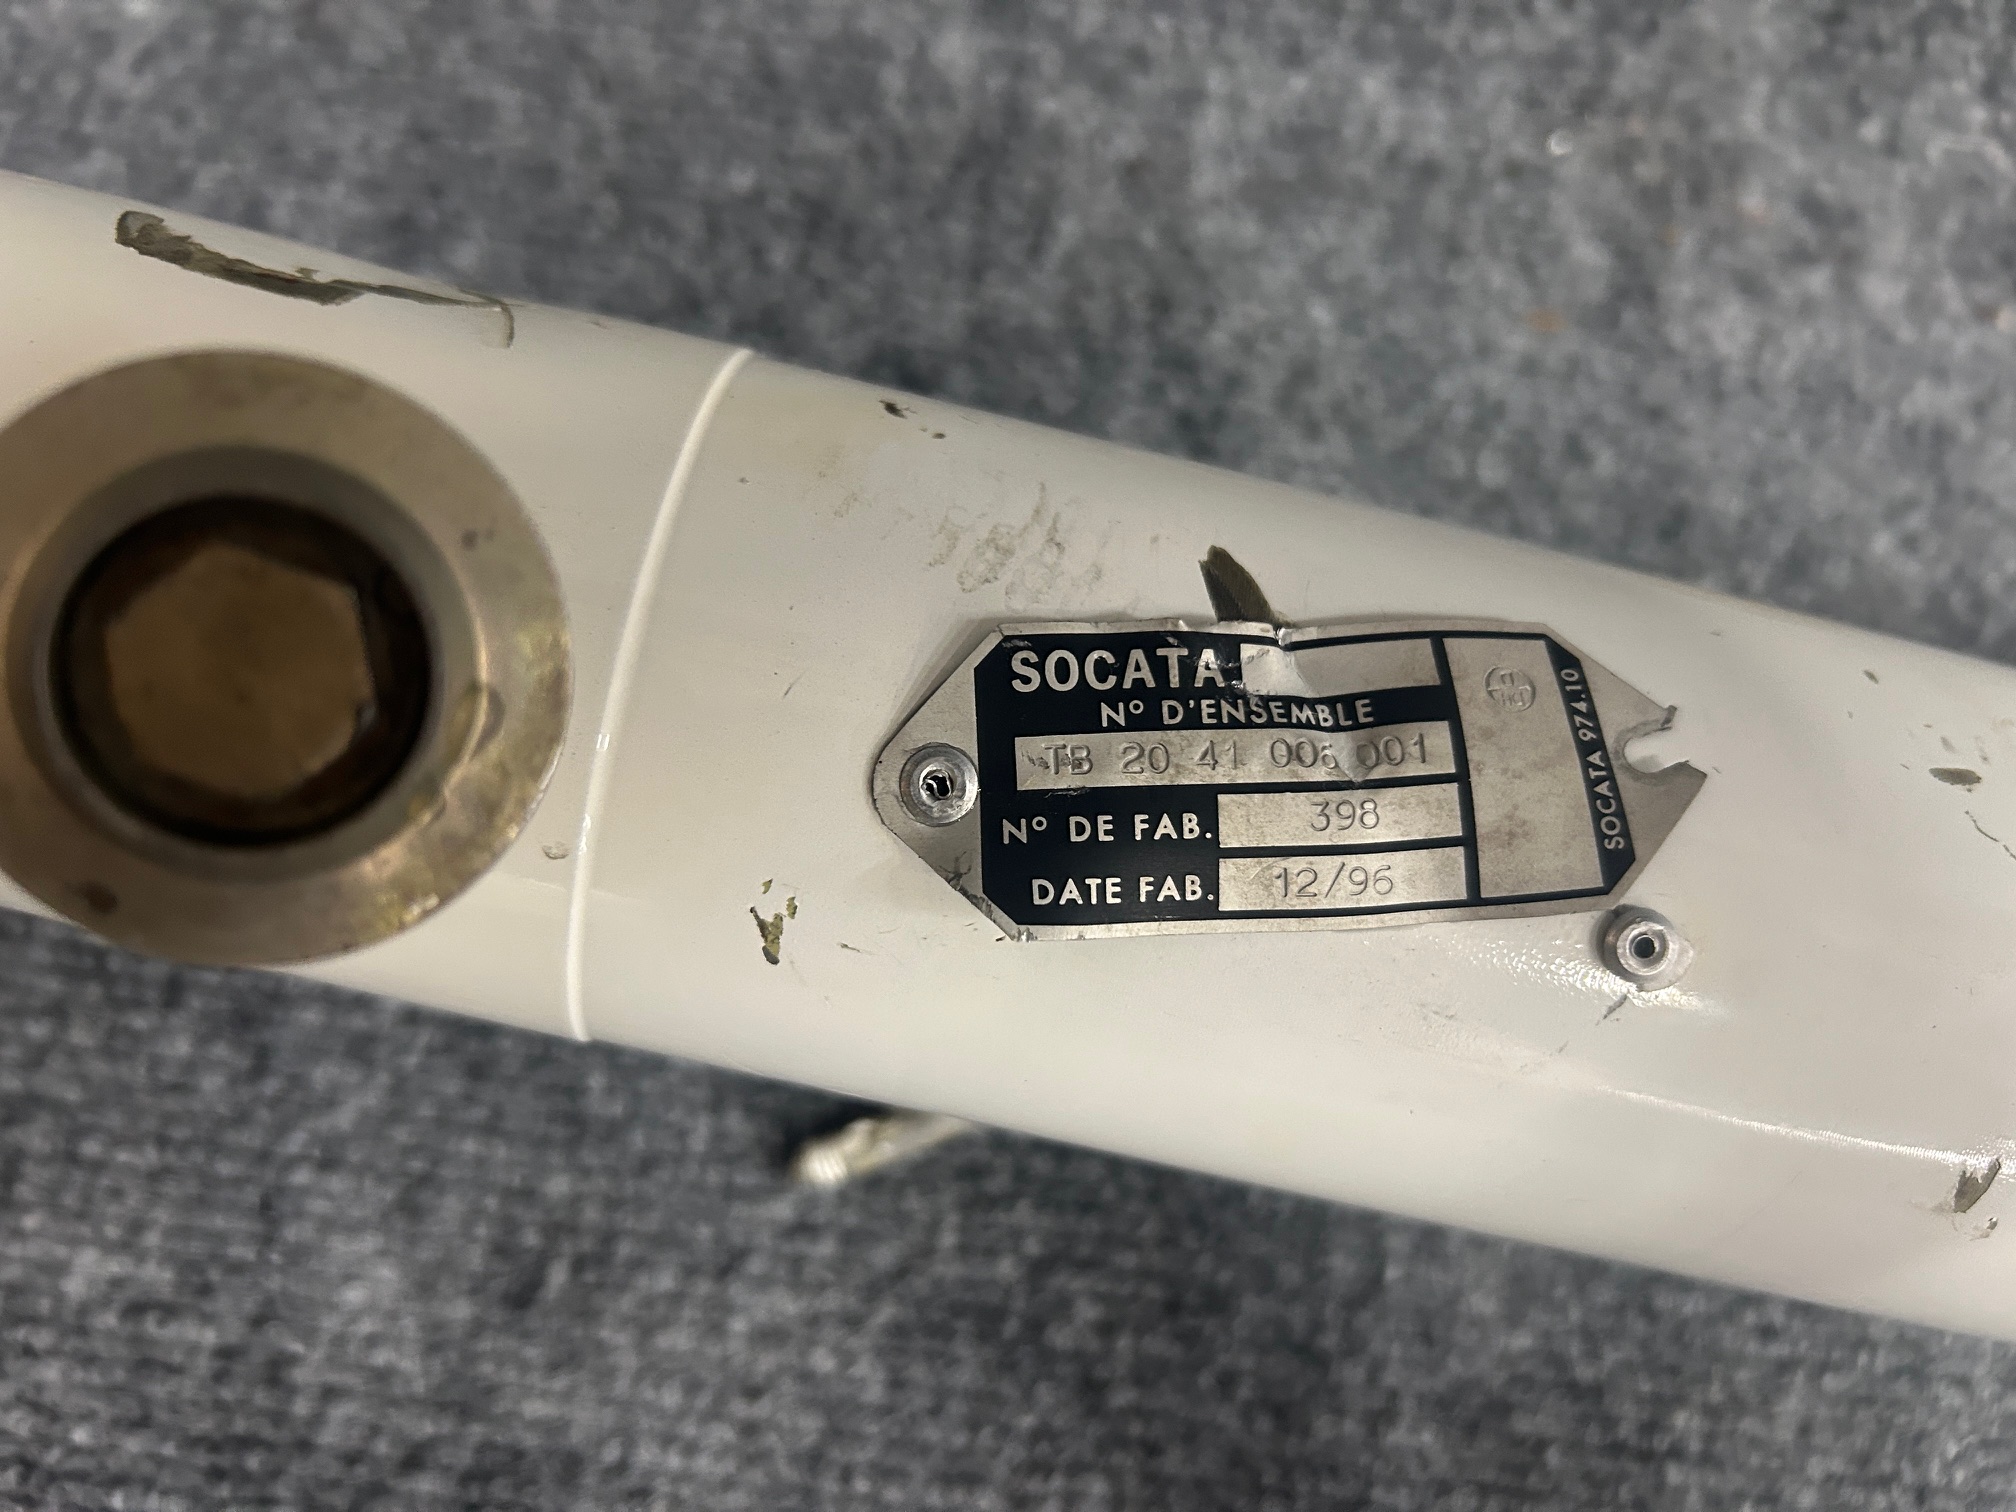 SOCATA
N° D'ENSEMBLE
TB 20 41 006 001
N° DE FAB. 398
DATE FAB. 12/96
SOCATA 974.10